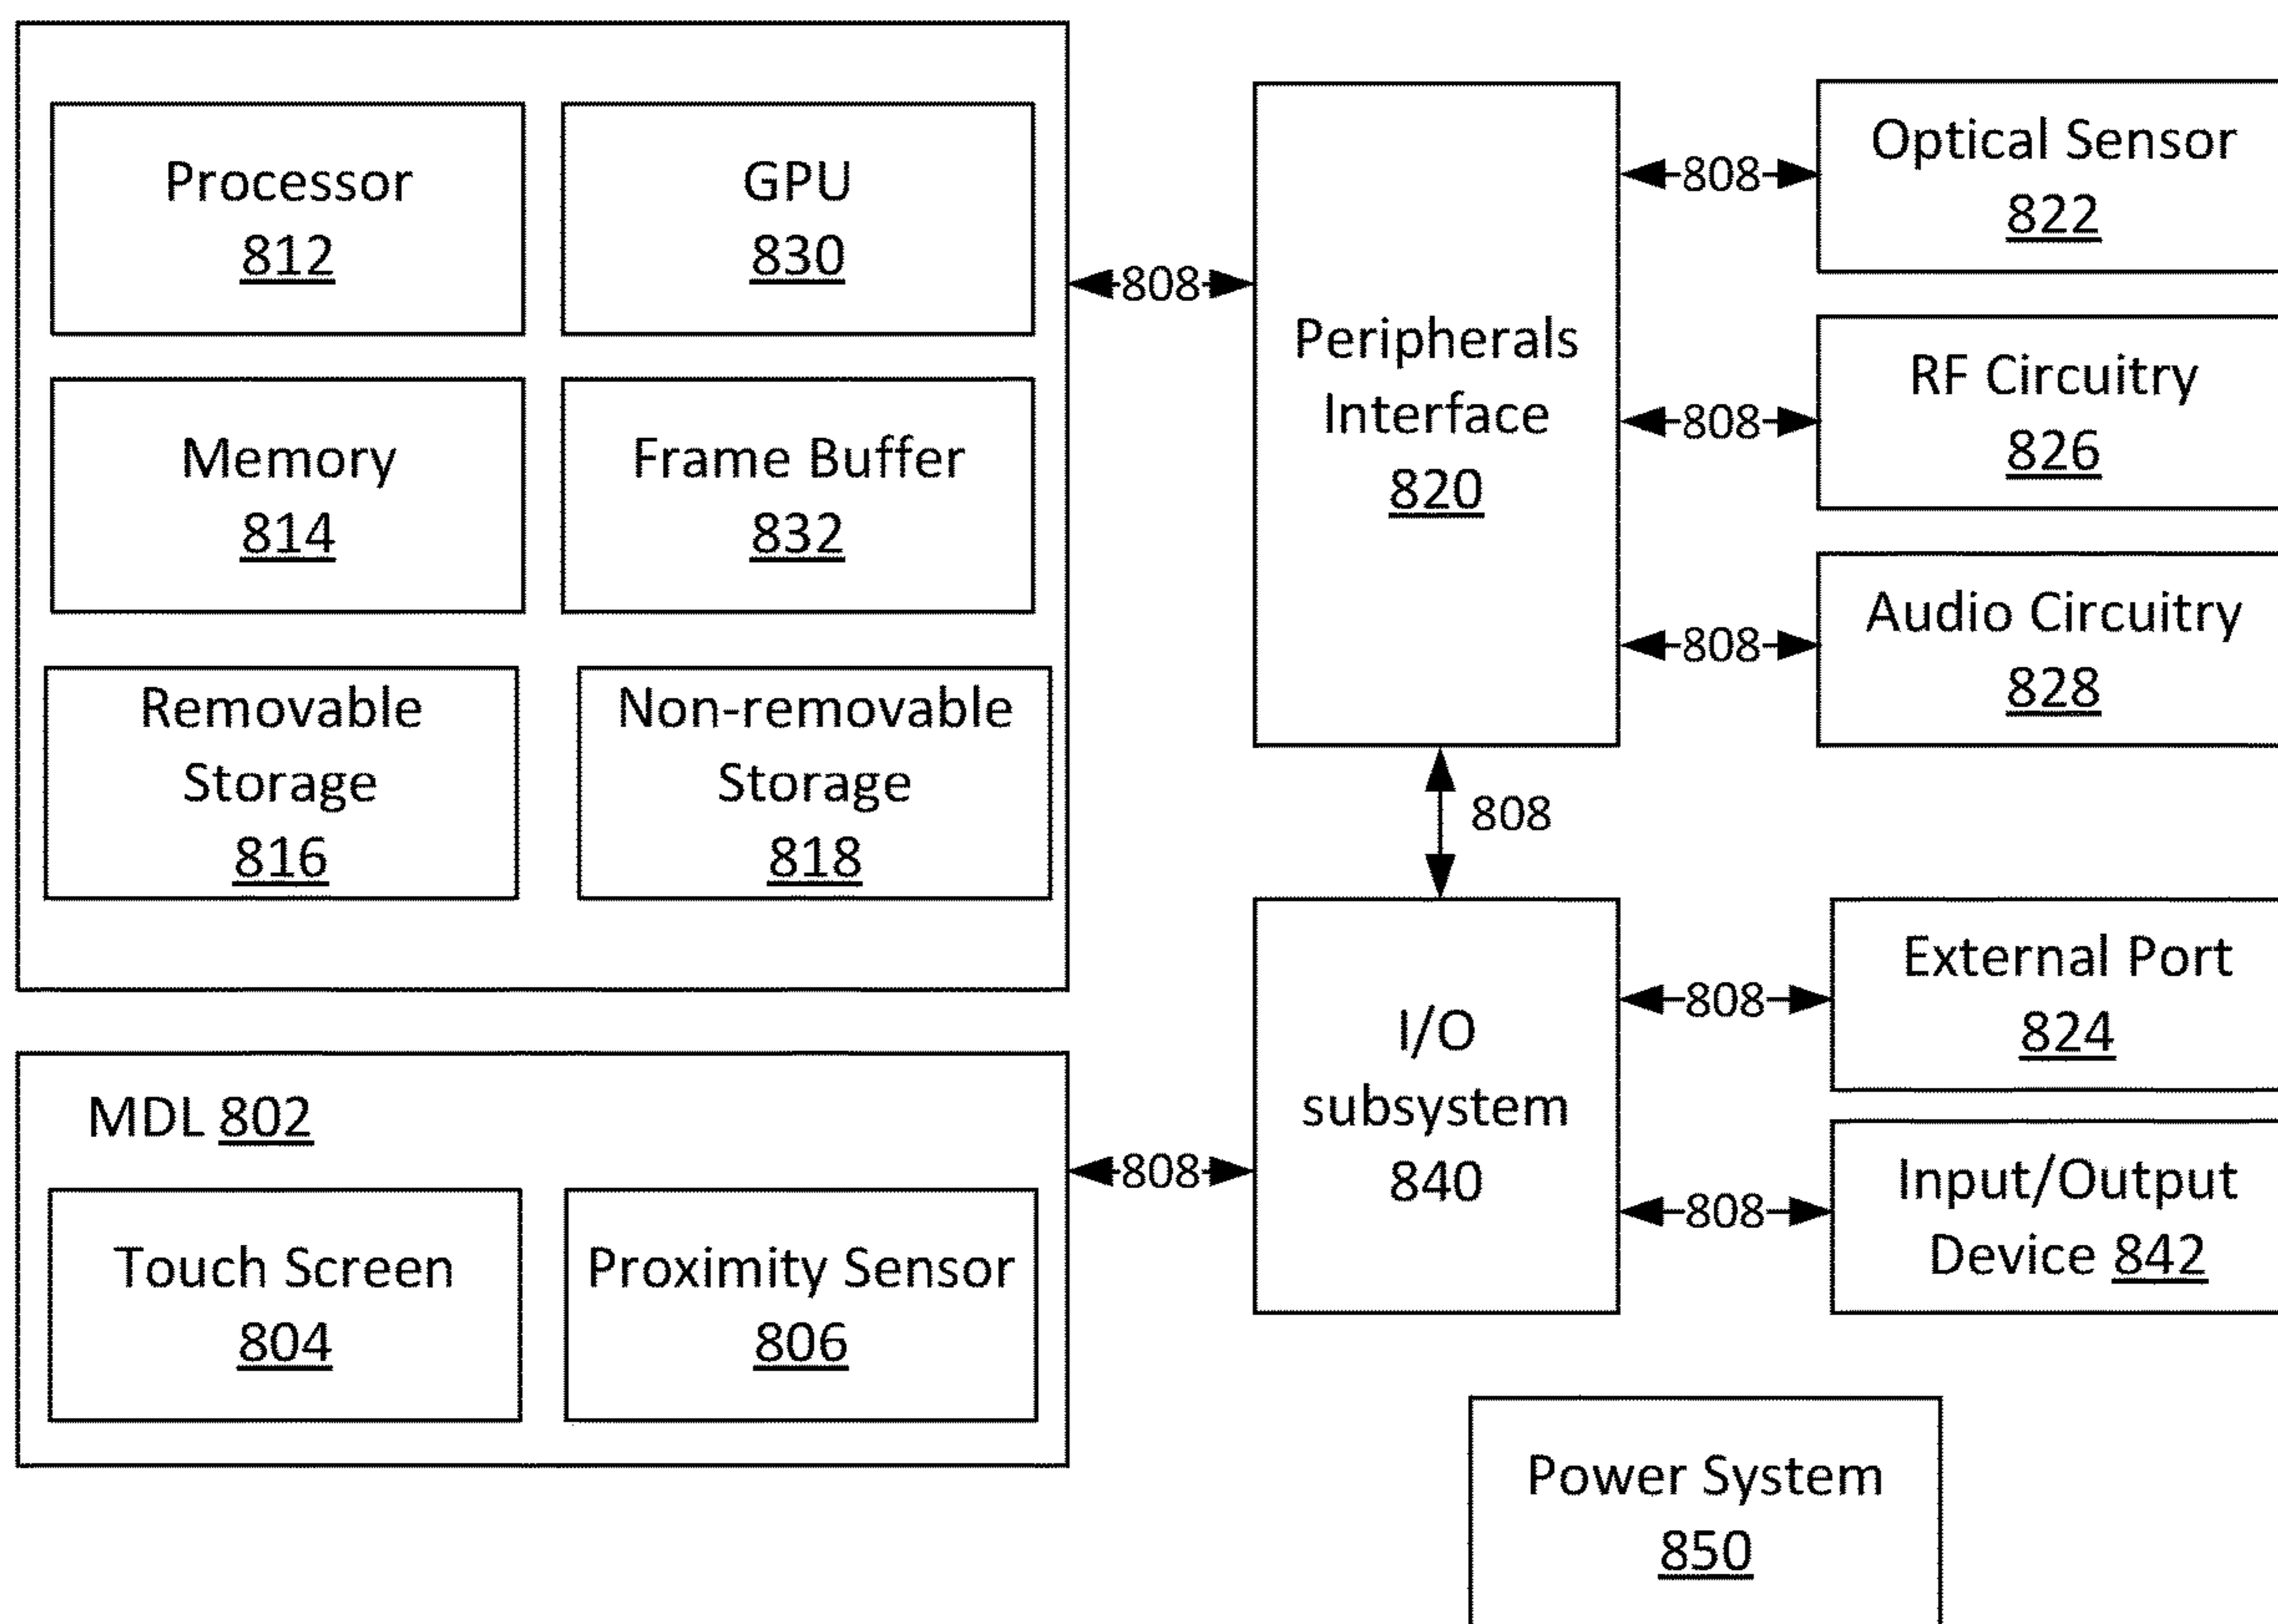 Processor
812
GPU
830
Memory
814
Frame Buffer
832
Removable
Storage
816
Non-removable
Storage
818
808
Peripherals
Interface
820
808
Optical Sensor
822
808
RF Circuitry
826
808
Audio Circuitry
828
808
MDL 802
Touch Screen
804
Proximity Sensor
806
808
I/O
subsystem
840
808
External Port
824
808
Input/Output
Device 842
Power System
850